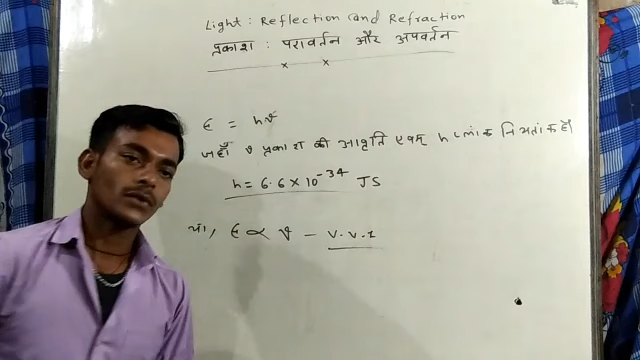 Light : Reflection and Refraction
प्रकाश : परावर्तन और अपवर्तन
E = hν
जहाँ ν प्रकाश की आवृति एवम् h प्लांक नियतांक है।
h = 6.6 × 10⁻³⁴ JS
या, E ∝ ν – V.V.I